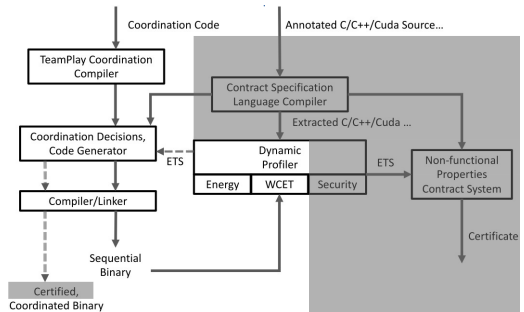 Coordination Code
Annotated C/C++/Cuda Source...
TeamPlay Coordination
Compiler
Contract Specification
Language Compiler
Extracted C/C++/Cuda ...
Coordination Decisions,
Code Generator
ETS
Dynamic
Profiler
ETS
Non-functional
Properties
Contract System
Energy
WCET
Security
Compiler/Linker
Certificate
Sequential
Binary
Certified,
Coordinated Binary